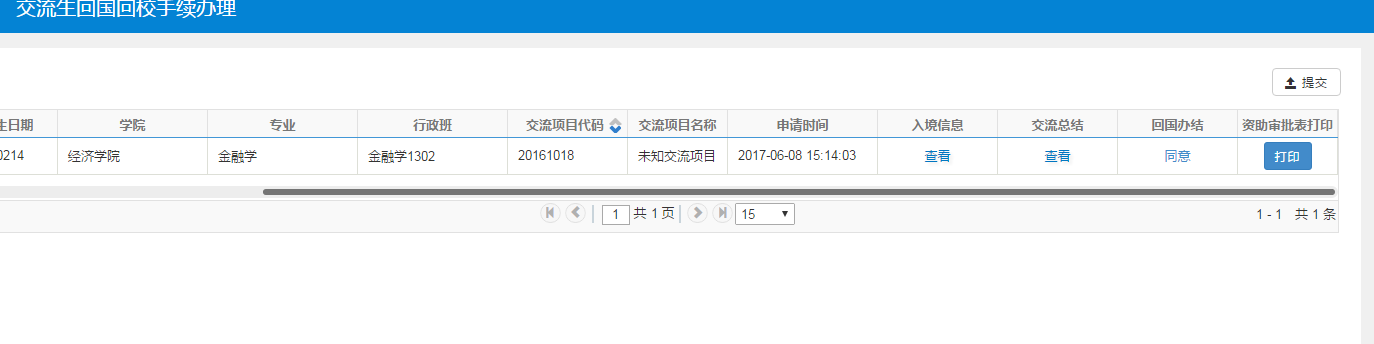 交流生回国回校手续办理
提交
生日期 学院 专业 行政班 交流项目代码 交流项目名称 申请时间 入境信息 交流总结 回国办结 资助审批表打印
0214 经济学院 金融学 金融学1302 20161018 未知交流项目 2017-06-08 15:14:03 查看 查看 同意 打印
1 共 1 页 15 1 - 1 共 1 条